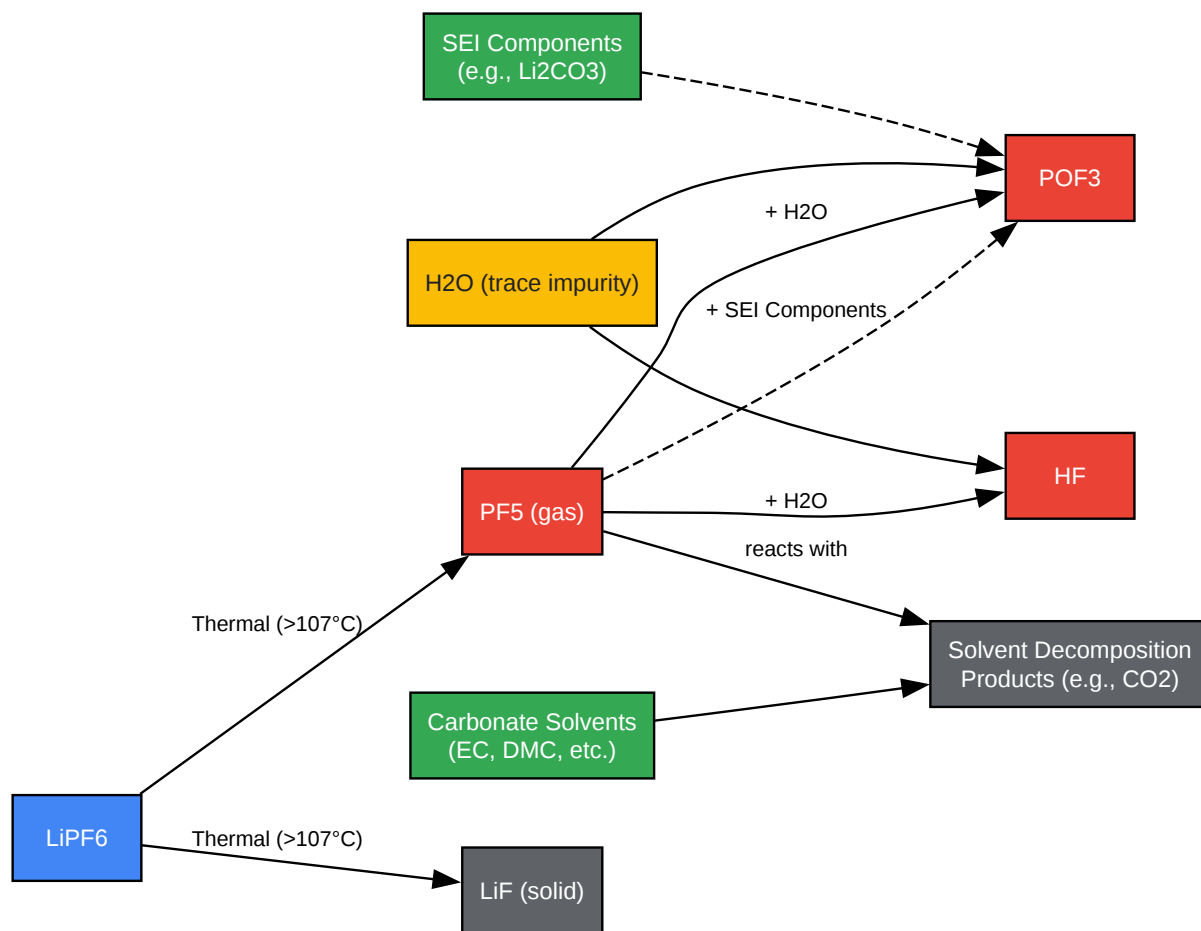 SEI Components
(e.g., Li2CO3)
POF3
+ H2O
H2O (trace impurity)
+ SEI Components
HF
PF5 (gas)
+ H2O
reacts with
Thermal (>107°C)
Solvent Decomposition
Products (e.g., CO2)
Carbonate Solvents
(EC, DMC, etc.)
LiPF6
Thermal (>107°C)
LiF (solid)